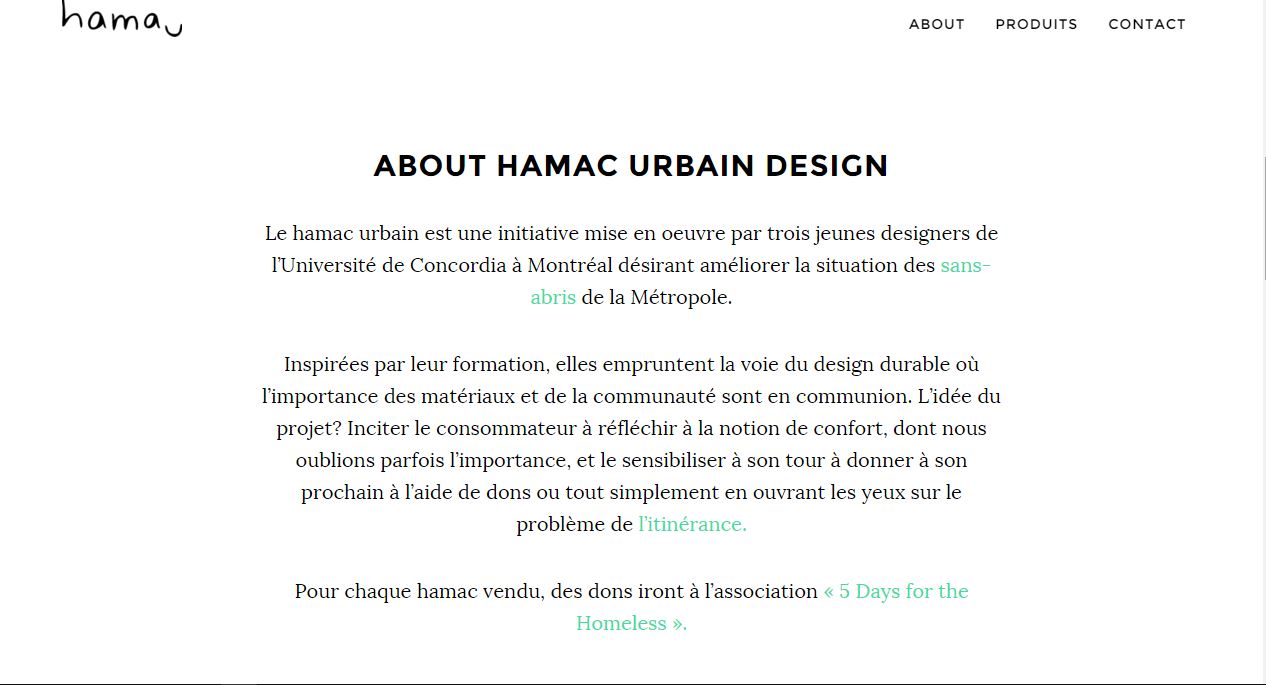 hamac
ABOUT PRODUITS CONTACT
ABOUT HAMAC URBAIN DESIGN
Le hamac urbain est une initiative mise en oeuvre par trois jeunes designers de
l’Université de Concordia à Montréal désirant améliorer la situation des sans-
abris de la Métropole.
Inspirées par leur formation, elles empruntent la voie du design durable où
l’importance des matériaux et de la communauté sont en communion. L’idée du
projet? Inciter le consommateur à réfléchir à la notion de confort, dont nous
oublions parfois l’importance, et le sensibiliser à son tour à donner à son
prochain à l’aide de dons ou tout simplement en ouvrant les yeux sur le
problème de l’itinérance.
Pour chaque hamac vendu, des dons iront à l’association « 5 Days for the
Homeless ».